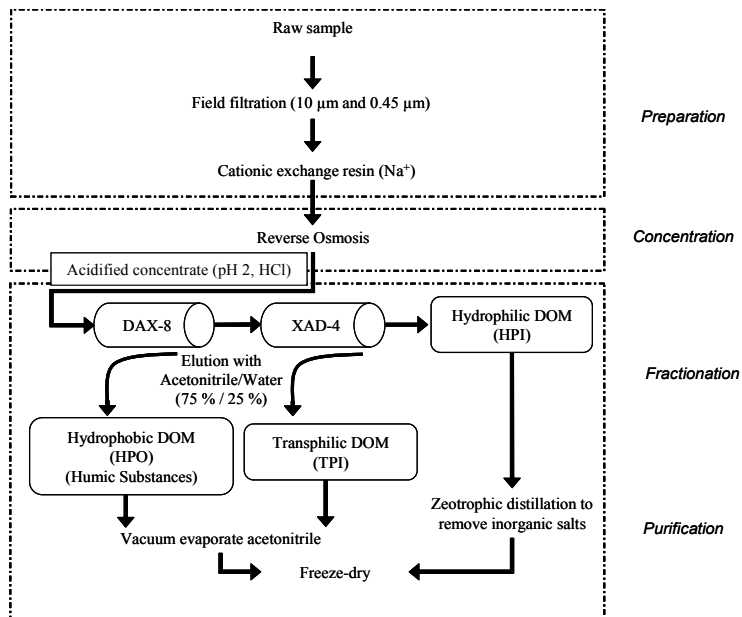 Raw sample
Field filtration (10 µm and 0.45 µm)
Preparation
Cationic exchange resin (Na⁺)
Reverse Osmosis
Concentration
Acidified concentrate (pH 2, HCl)
DAX-8
XAD-4
Hydrophilic DOM
(HPI)
Elution with
Acetonitrile/Water
(75 % / 25 %)
Fractionation
Hydrophobic DOM
(HPO)
(Humic Substances)
Transphilic DOM
(TPI)
Zeotrophic distillation to
remove inorganic salts
Purification
Vacuum evaporate acetonitrile
Freeze-dry